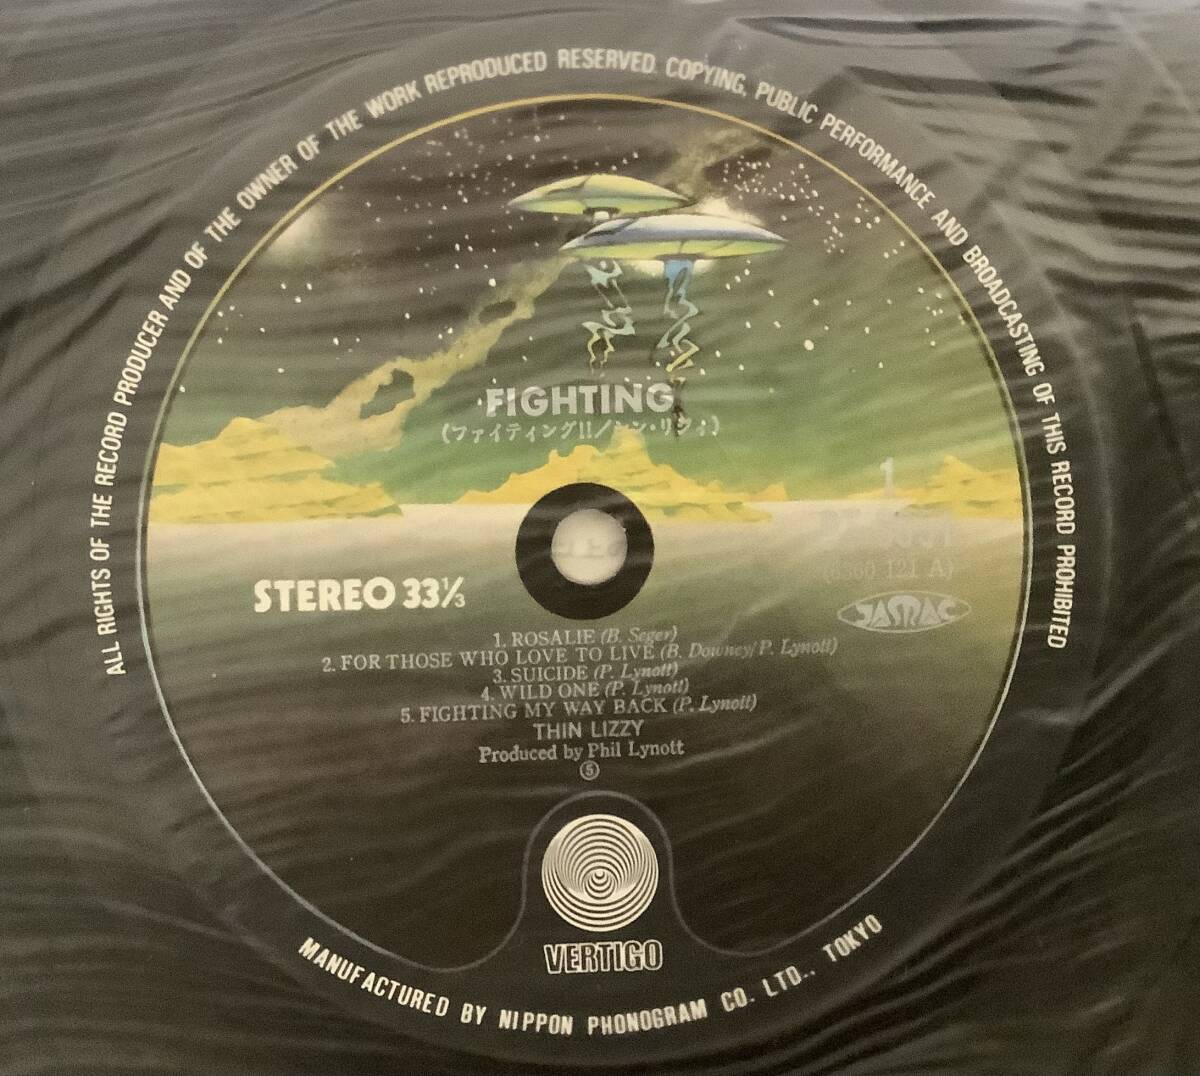 ALL RIGHTS OF THE RECORD PRODUCER AND OF THE OWNER OF THE WORK REPRODUCED RESERVED. COPYING, PUBLIC PERFORMANCE AND BROADCASTING OF THIS RECORD PROHIBITED
FIGHTING
(ファイティング!!/シン・リジィ)
1
(6360 121 A)
STEREO 33⅓
JASRAC
1. ROSALIE (B. Seger)
2. FOR THOSE WHO LOVE TO LIVE (B. Downey/P. Lynott)
3. SUICIDE (P. Lynott)
4. WILD ONE (P. Lynott)
5. FIGHTING MY WAY BACK (P. Lynott)
THIN LIZZY
Produced by Phil Lynott
⑤
VERTIGO
MANUFACTURED BY NIPPON PHONOGRAM CO. LTD., TOKYO